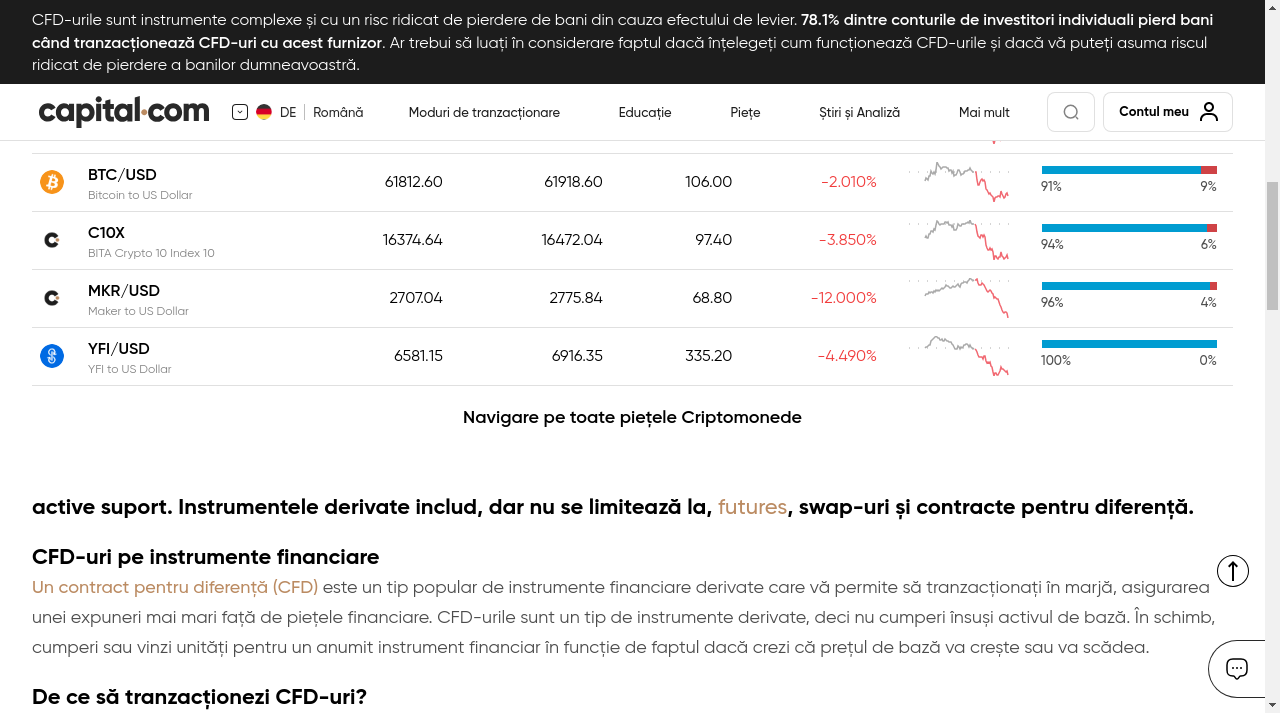 CFD-urile sunt instrumente complexe și cu un risc ridicat de pierdere de bani din cauza efectului de levier. 78.1% dintre conturile de investitori individuali pierd bani
când tranzacționează CFD-uri cu acest furnizor. Ar trebui să luați în considerare faptul dacă înțelegeți cum funcționează CFD-urile și dacă vă puteți asuma riscul
ridicat de pierdere a banilor dumneavoastră.
capital.com DE Română Moduri de tranzacționare Educație Piețe Știri și Analiză Mai mult Contul meu
BTC/USD 61812.60 61918.60 106.00 -2.010%
Bitcoin to US Dollar 91% 9%
C10X 16374.64 16472.04 97.40 -3.850%
BITA Crypto 10 Index 10 94% 6%
MKR/USD 2707.04 2775.84 68.80 -12.000%
Maker to US Dollar 96% 4%
YFI/USD 6581.15 6916.35 335.20 -4.490%
YFI to US Dollar 100% 0%
Navigare pe toate piețele Criptomonede
active suport. Instrumentele derivate includ, dar nu se limitează la, futures, swap-uri și contracte pentru diferență.
CFD-uri pe instrumente financiare
Un contract pentru diferență (CFD) este un tip popular de instrumente financiare derivate care vă permite să tranzacționați în marjă, asigurarea
unei expuneri mai mari față de piețele financiare. CFD-urile sunt un tip de instrumente derivate, deci nu cumperi însuși activul de bază. În schimb,
cumperi sau vinzi unități pentru un anumit instrument financiar în funcție de faptul dacă crezi că prețul de bază va crește sau va scădea.
De ce să tranzacționezi CFD-uri?